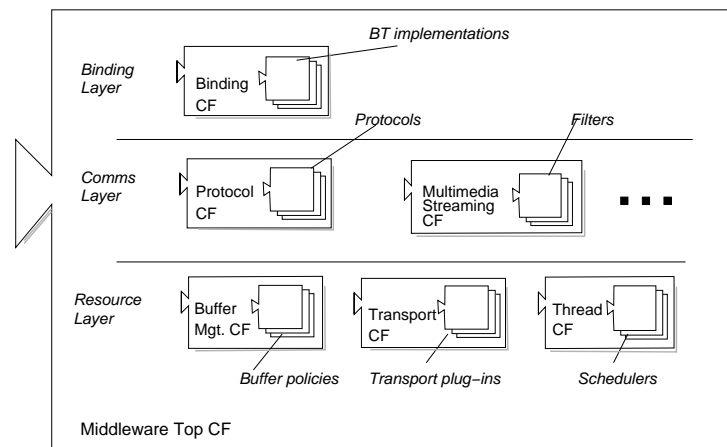 BT implementations
Binding
Layer
Binding
CF
Protocols
Filters
Comms
Layer
Protocol
CF
Multimedia
Streaming
CF
Resource
Layer
Buffer
Mgt. CF
Transport
CF
Thread
CF
Buffer policies
Transport plug-ins
Schedulers
Middleware Top CF